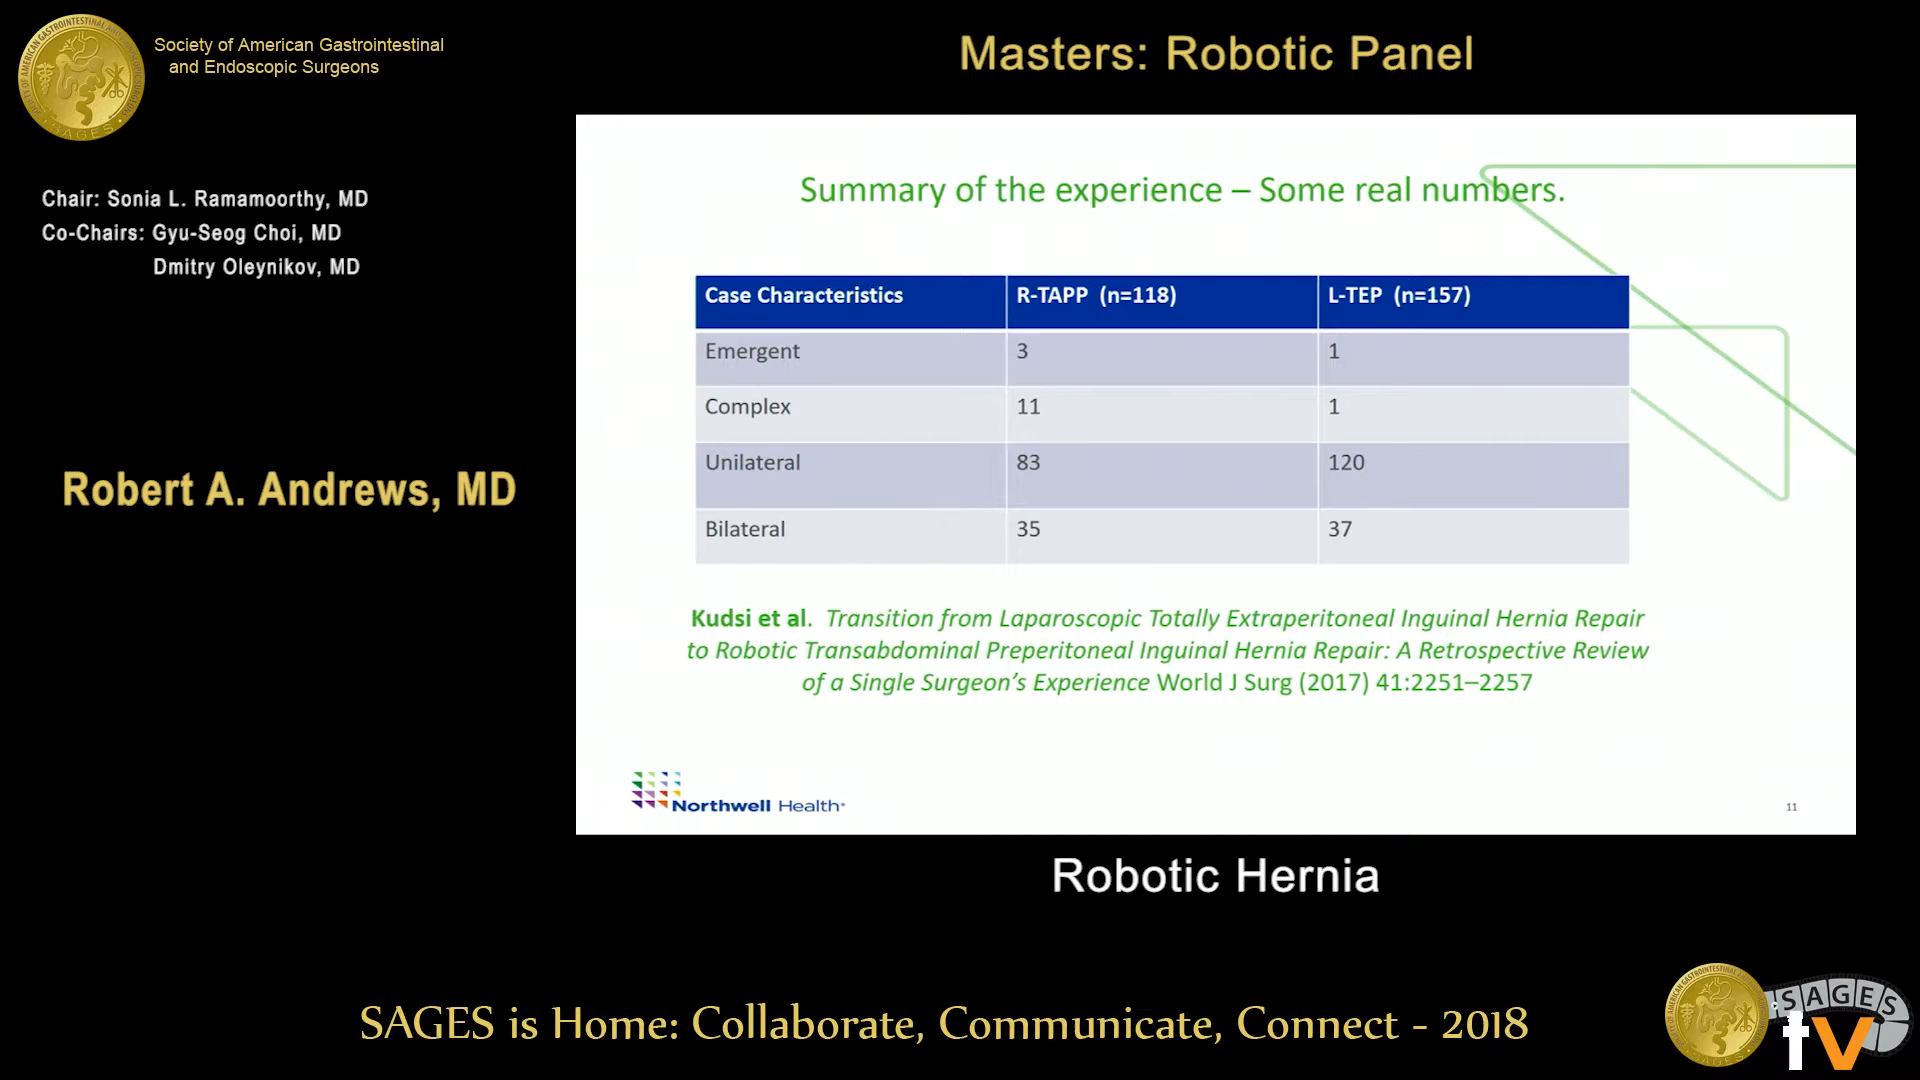 Society of American Gastrointestinal
and Endoscopic Surgeons
SAGES
Masters: Robotic Panel
Chair: Sonia L. Ramamoorthy, MD
Co-Chairs: Gyu-Seog Choi, MD
Dmitry Oleynikov, MD
Robert A. Andrews, MD
Summary of the experience – Some real numbers.
Case Characteristics R-TAPP (n=118) L-TEP (n=157)
Emergent 3 1
Complex 11 1
Unilateral 83 120
Bilateral 35 37
Kudsi et al. Transition from Laparoscopic Totally Extraperitoneal Inguinal Hernia Repair
to Robotic Transabdominal Preperitoneal Inguinal Hernia Repair: A Retrospective Review
of a Single Surgeon's Experience World J Surg (2017) 41:2251–2257
Northwell Health
11
Robotic Hernia
SAGES is Home: Collaborate, Communicate, Connect - 2018
SAGES
tv